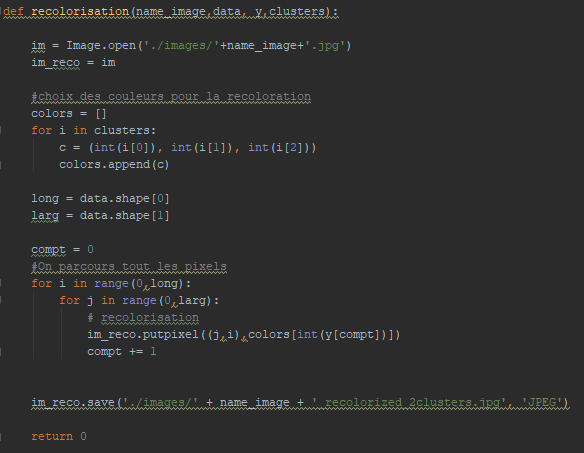 def recolorisation(name_image,data, y,clusters):
im = Image.open('./images/'+name_image+'.jpg')
im_reco = im
#choix des couleurs pour la recoloration
colors = []
for i in clusters:
c = (int(i[0]), int(i[1]), int(i[2]))
colors.append(c)
long = data.shape[0]
larg = data.shape[1]
compt = 0
#On parcours tout les pixels
for i in range(0,long):
for j in range(0,larg):
# recolorisation
im_reco.putpixel((j,i),colors[int(y[compt])])
compt += 1
im_reco.save('./images/' + name_image + '_recolorized_2clusters.jpg', 'JPEG')
return 0